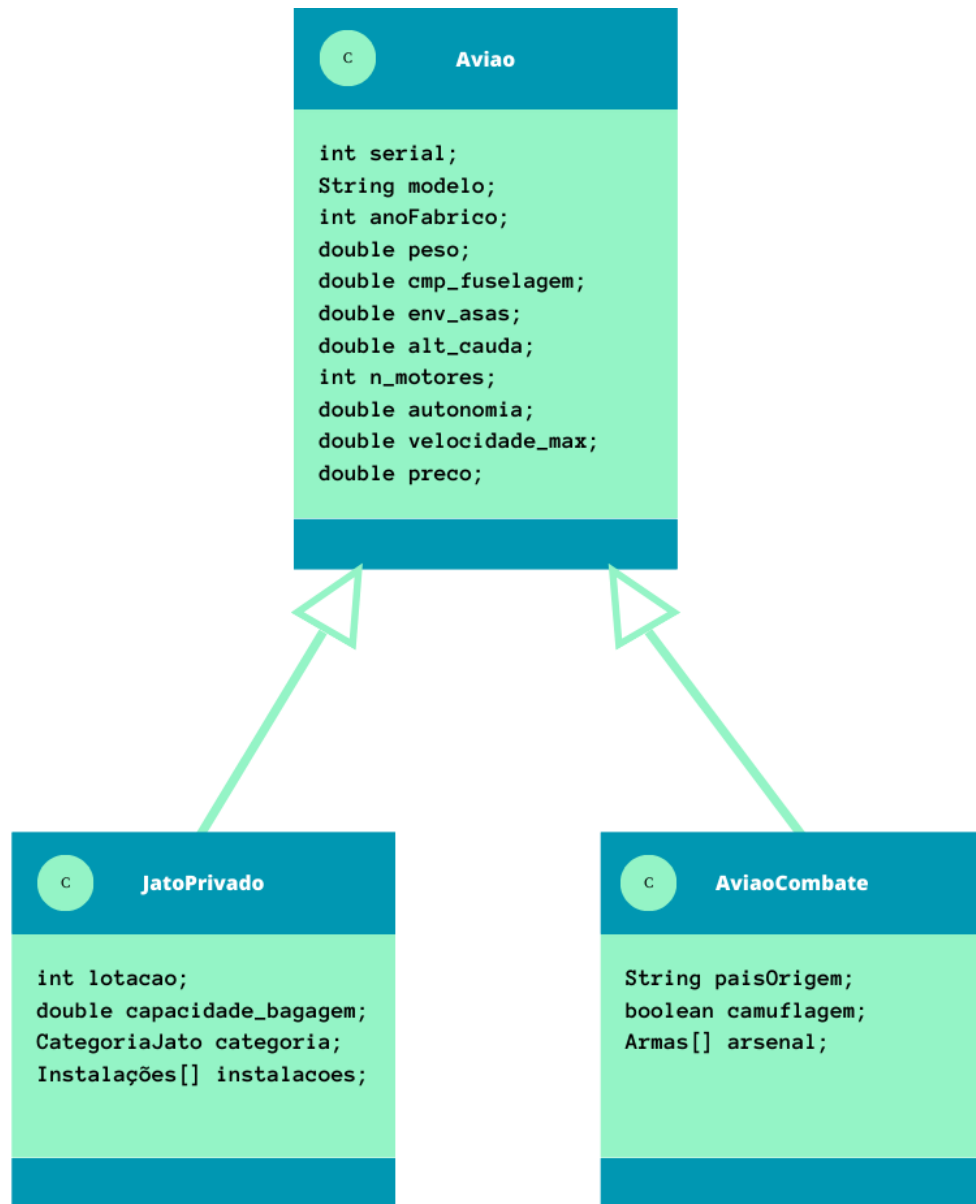 C
Aviao
int serial;
String modelo;
int anoFabrico;
double peso;
double cmp_fuselagem;
double env_asas;
double alt_cauda;
int n_motores;
double autonomia;
double velocidade_max;
double preco;
C
JatoPrivado
int lotacao;
double capacidade_bagagem;
CategoriaJato categoria;
Instalações[] instalacoes;
C
AviaoCombate
String paisOrigem;
boolean camuflagem;
Armas[] arsenal;